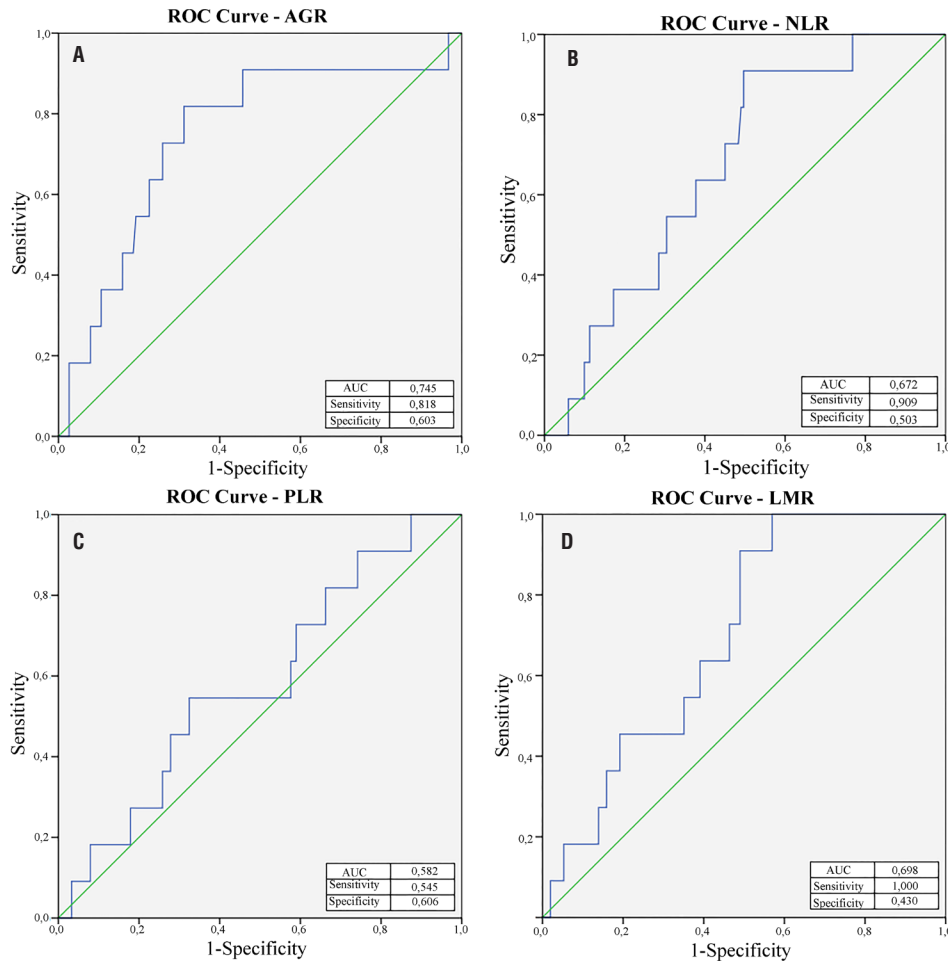 ROC Curve - AGR
A
1,0
0,8
0,6
0,4
0,2
0,0
Sensitivity
AUC 0,745
Sensitivity 0,818
Specificity 0,603
0,0 0,2 0,4 0,6 0,8 1,0
1-Specificity
ROC Curve - NLR
B
1,0
0,8
0,6
0,4
0,2
0,0
Sensitivity
AUC 0,672
Sensitivity 0,909
Specificity 0,503
0,0 0,2 0,4 0,6 0,8 1,0
1-Specificity
ROC Curve - PLR
C
1,0
0,8
0,6
0,4
0,2
0,0
Sensitivity
AUC 0,582
Sensitivity 0,545
Specificity 0,606
0,0 0,2 0,4 0,6 0,8 1,0
1-Specificity
ROC Curve - LMR
D
1,0
0,8
0,6
0,4
0,2
0,0
Sensitivity
AUC 0,698
Sensitivity 1,000
Specificity 0,430
0,0 0,2 0,4 0,6 0,8 1,0
1-Specificity